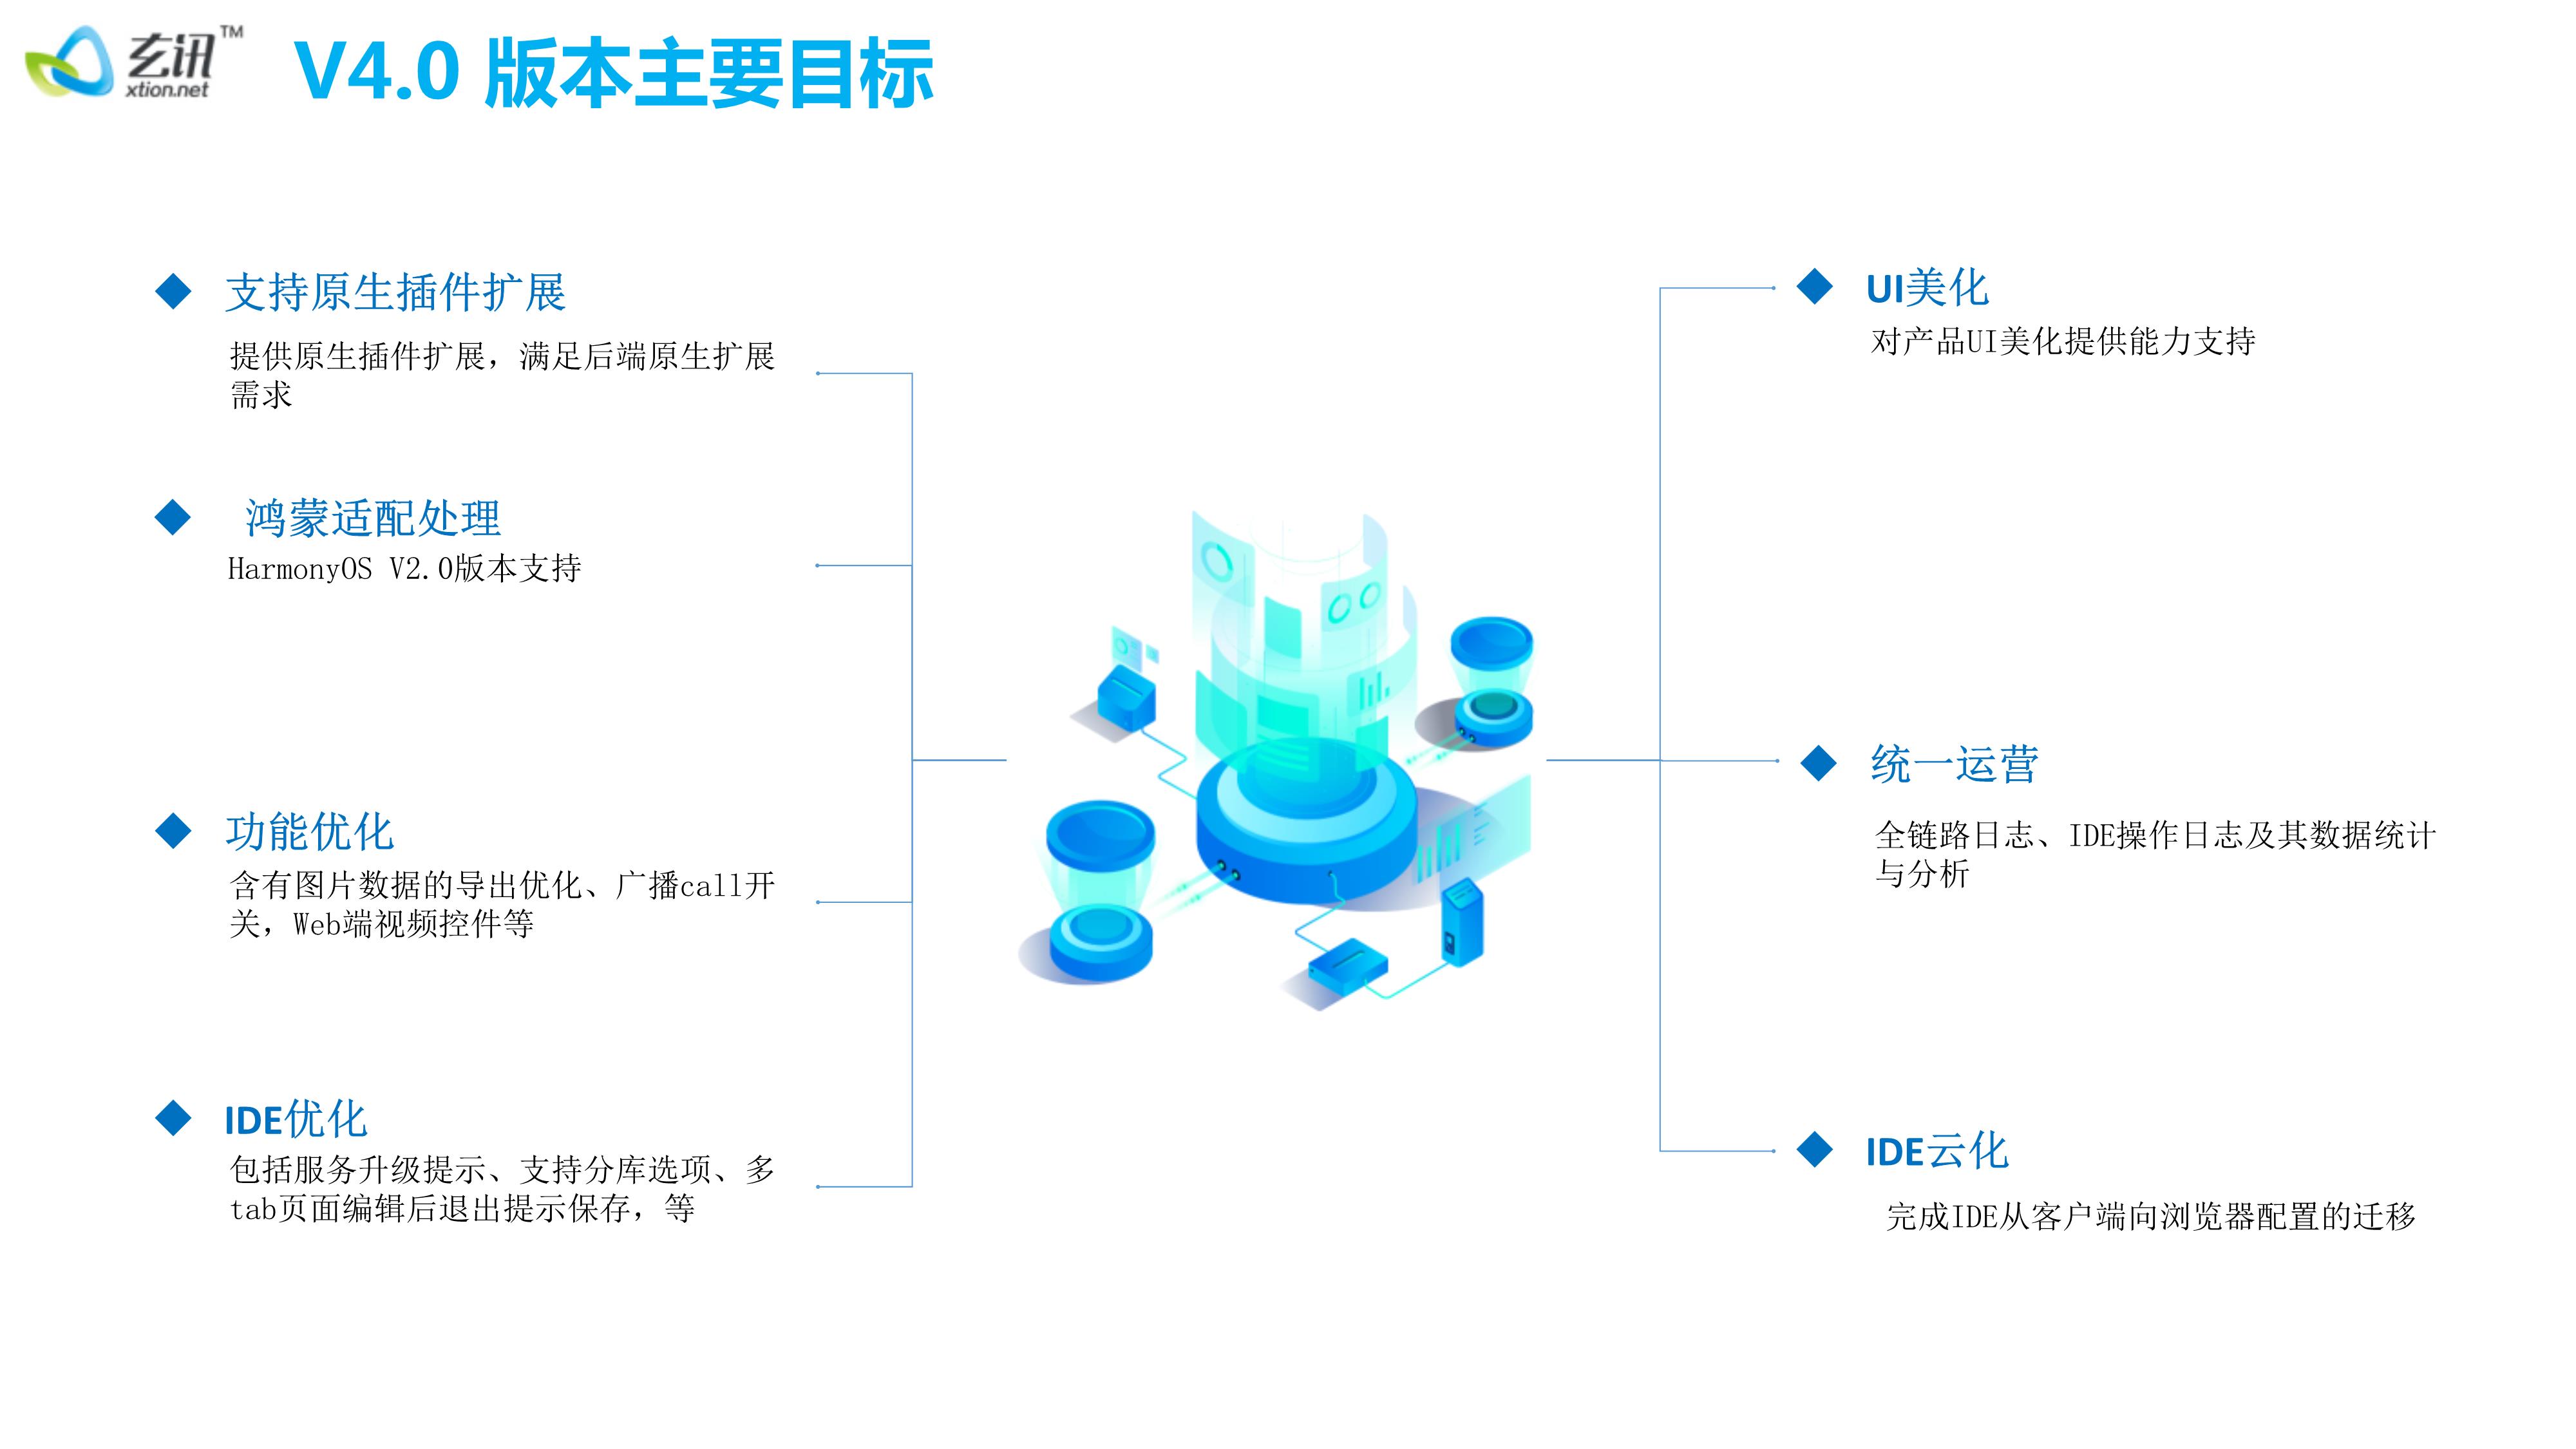 玄讯TM
xtion.net
V4.0 版本主要目标
支持原生插件扩展
提供原生插件扩展，满足后端原生扩展
需求
鸿蒙适配处理
HarmonyOS V2.0版本支持
功能优化
含有图片数据的导出优化、广播call开
关，Web端视频控件等
IDE优化
包括服务升级提示、支持分库选项、多
tab页面编辑后退出提示保存，等
UI美化
对产品UI美化提供能力支持
统一运营
全链路日志、IDE操作日志及其数据统计
与分析
IDE云化
完成IDE从客户端向浏览器配置的迁移